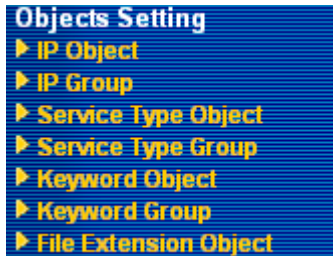 Objects Setting
IP Object
IP Group
Service Type Object
Service Type Group
Keyword Object
Keyword Group
File Extension Object